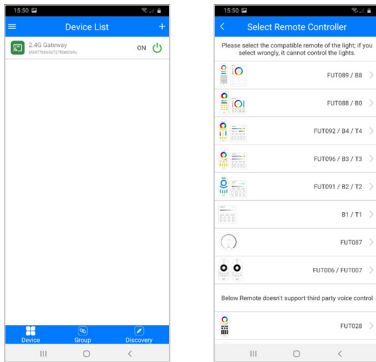 15:50
Device List
2.4G Gateway
ON
Device
Group
Discovery
15:50
Select Remote Controller
Please select the compatible remote of the light; if you
select wrongly, it cannot control the lights.
FUT089 / B8
FUT088 / B0
FUT092 / B4 / T4
FUT096 / B3 / T3
FUT091 / B2 / T2
B1 / T1
FUT087
FUT006 / FUT007
Below Remote doesn't support third party voice control
FUT028